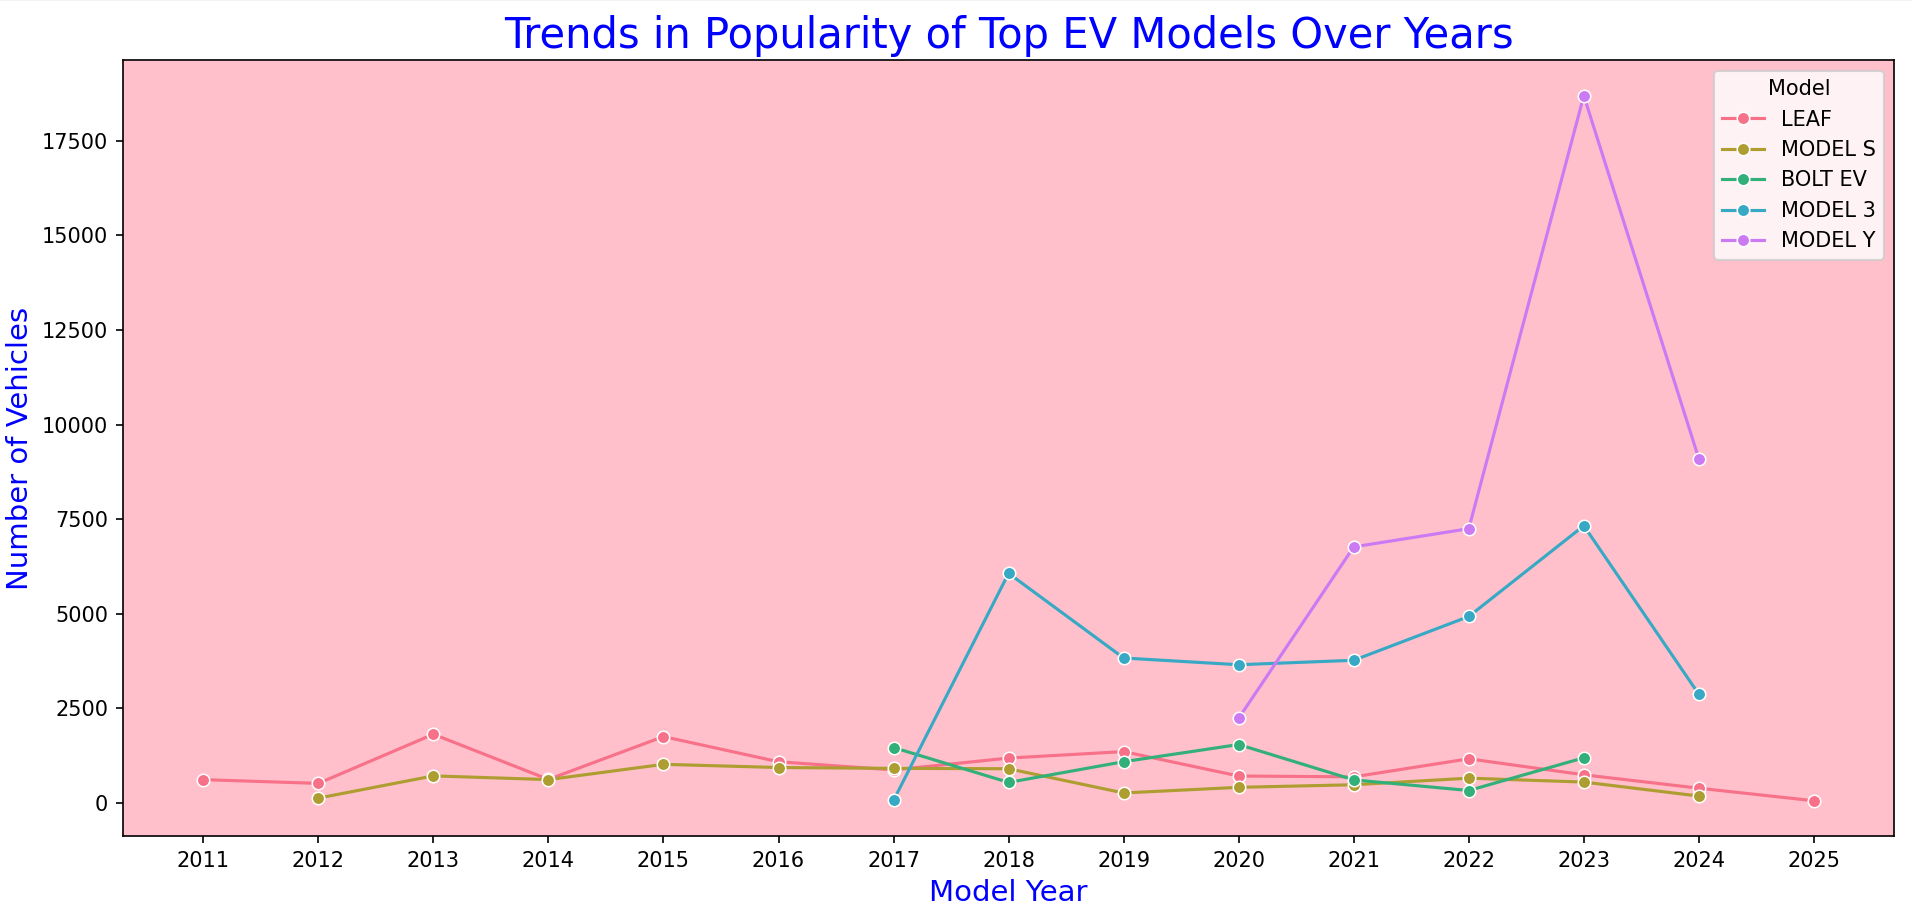 Trends in Popularity of Top EV Models Over Years
Model
LEAF
MODEL S
BOLT EV
MODEL 3
MODEL Y
Number of Vehicles
17500
15000
12500
10000
7500
5000
2500
0
2011 2012 2013 2014 2015 2016 2017 2018 2019 2020 2021 2022 2023 2024 2025
Model Year